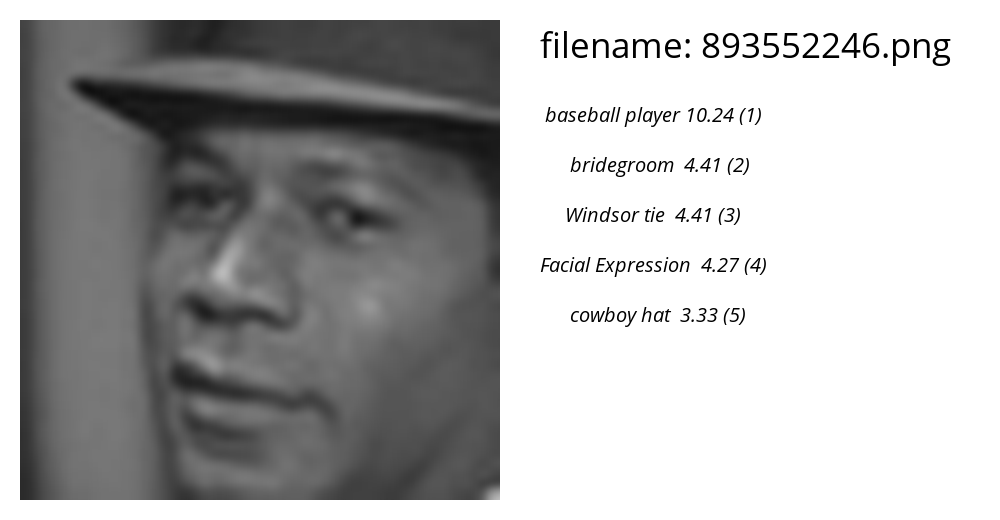 filename: 893552246.png
baseball player 10.24 (1)
bridegroom 4.41 (2)
Windsor tie 4.41 (3)
Facial Expression 4.27 (4)
cowboy hat 3.33 (5)